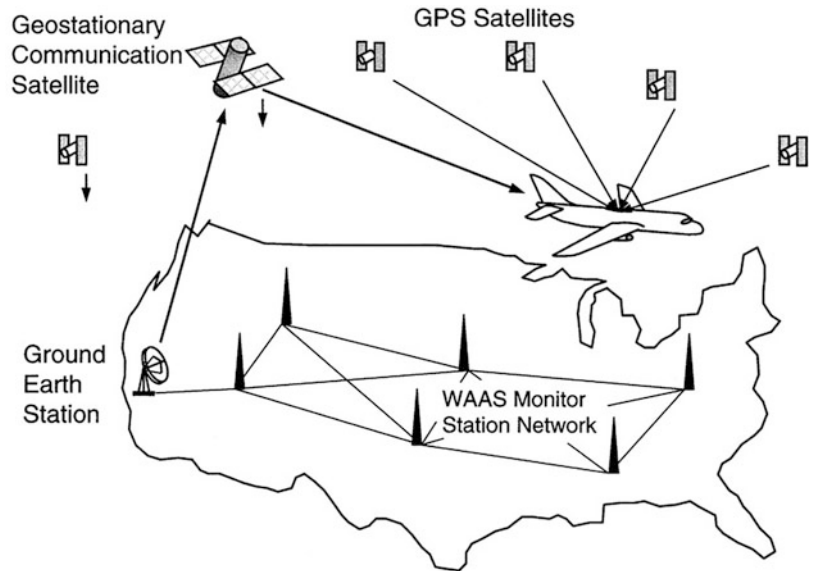 Geostationary
Communication
Satellite
GPS Satellites
Ground
Earth
Station
WAAS Monitor
Station Network